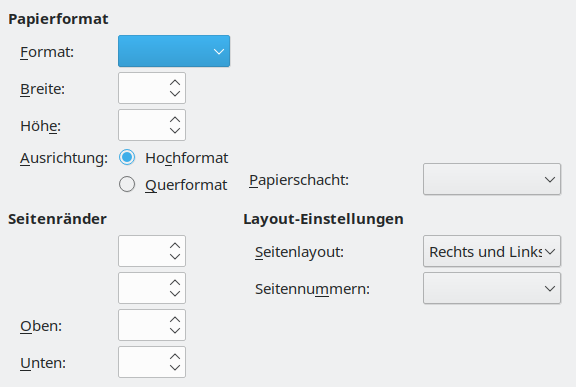 Papierformat
Format:
Breite:
Höhe:
Ausrichtung:
Hochformat
Querformat
Papierschacht:
Seitenränder
Layout-Einstellungen
Seitenlayout:
Rechts und Links
Seitennummern:
Oben:
Unten: